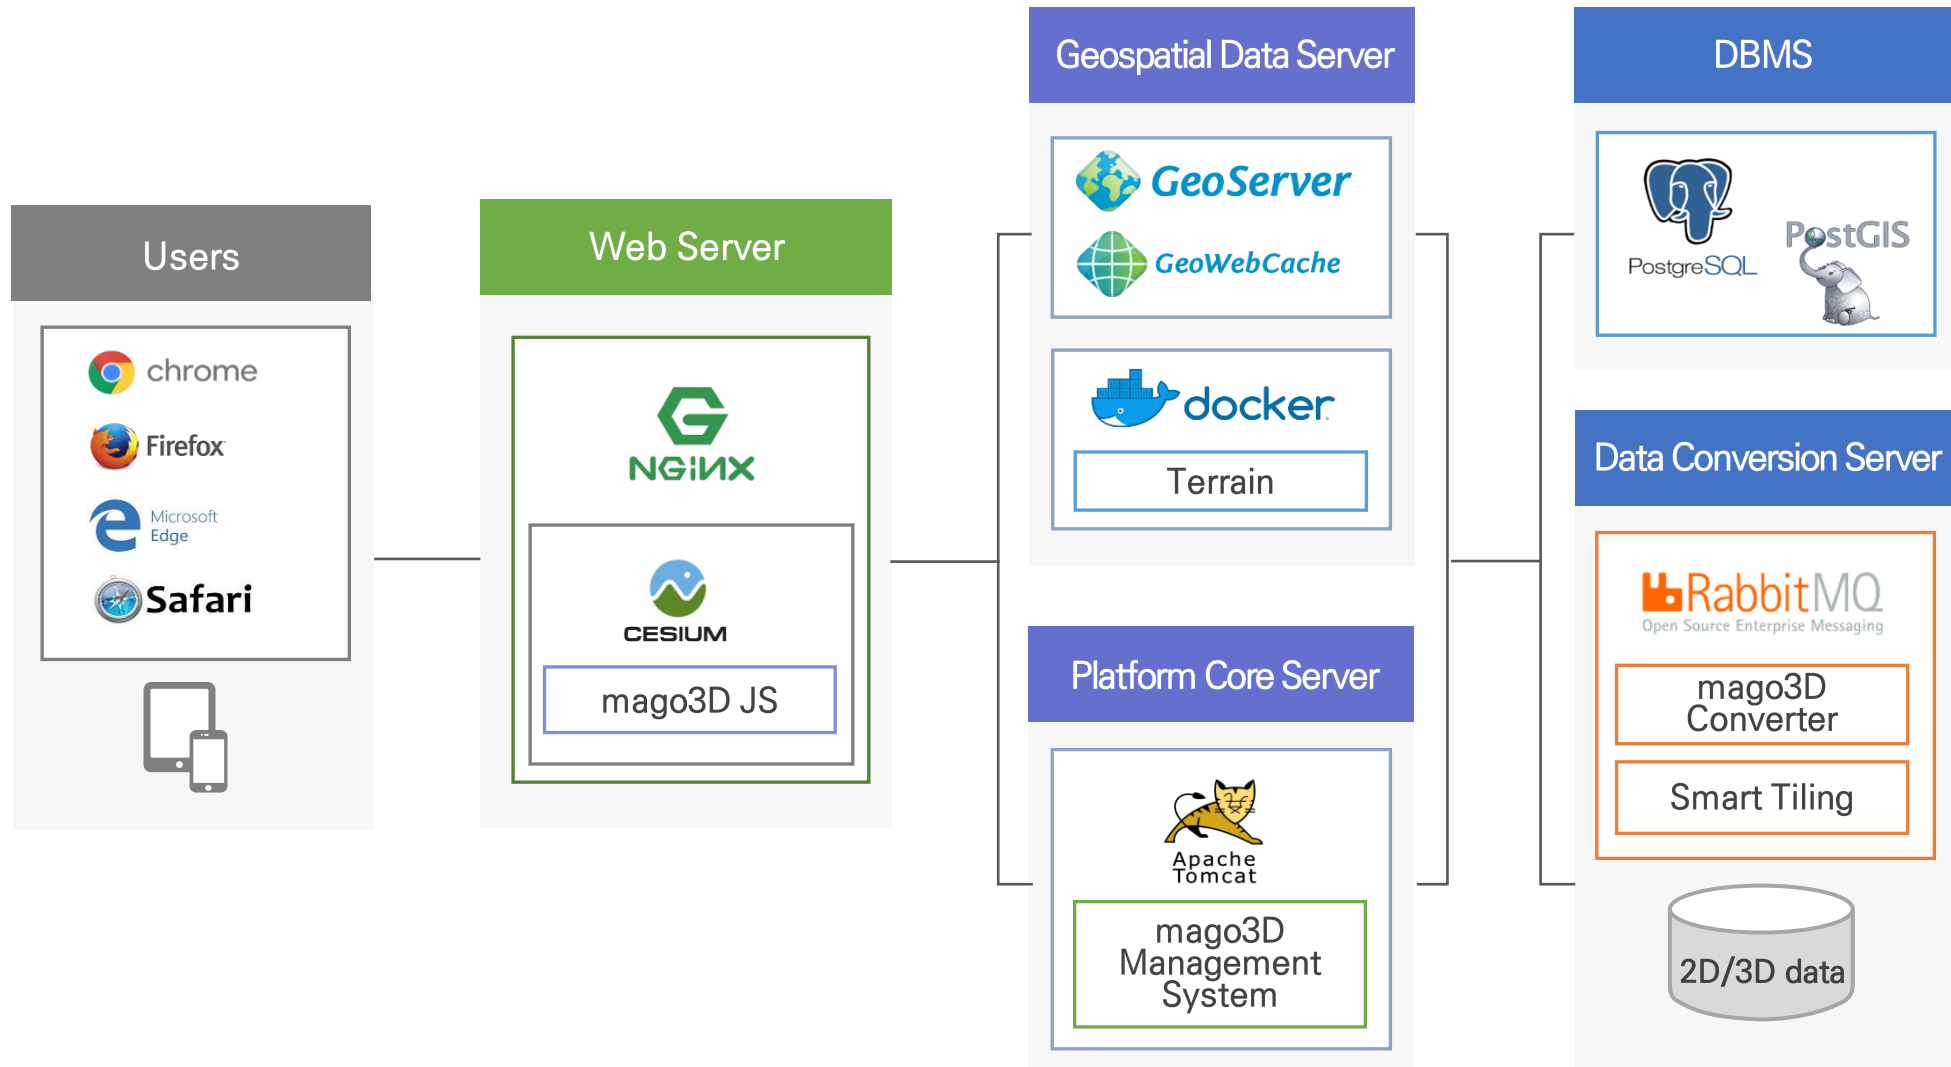 Users
chrome
Firefox
Microsoft
Edge
Safari
Web Server
NGiNX
CESIUM
mago3D JS
Geospatial Data Server
GeoServer
GeoWebCache
docker
Terrain
Platform Core Server
Apache
Tomcat
mago3D
Management
System
DBMS
PostgreSQL
PostGIS
Data Conversion Server
RabbitMQ
Open Source Enterprise Messaging
mago3D
Converter
Smart Tiling
2D/3D data